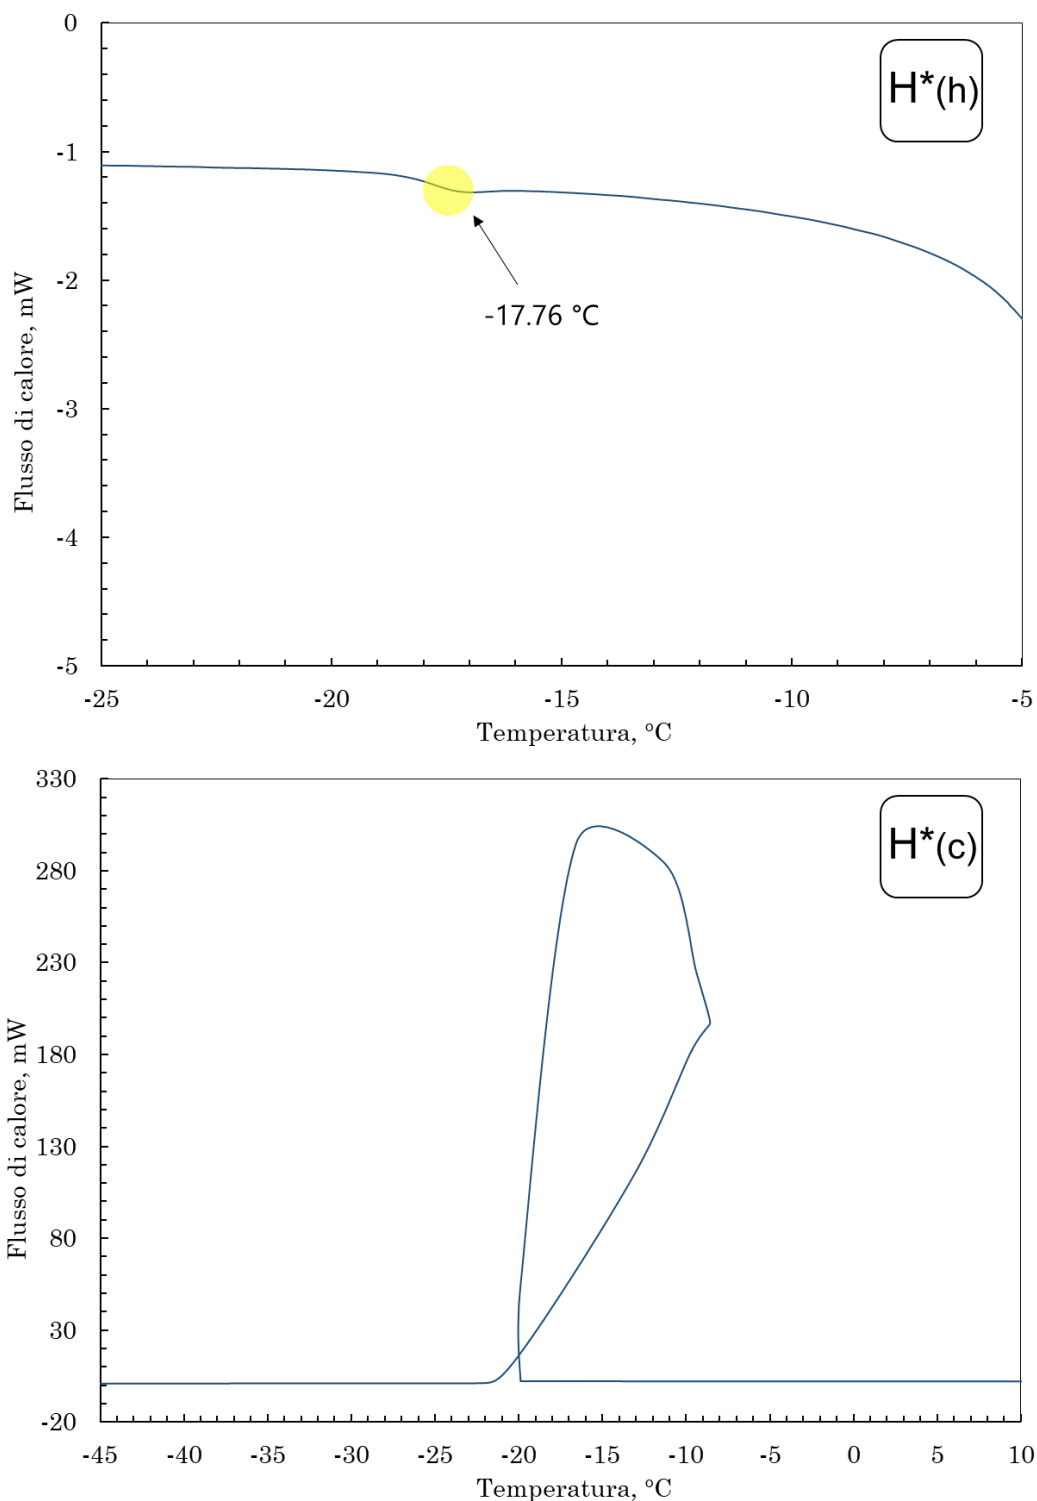 0
H*(h)
-1
-2
-17.76 °C
Flusso di calore, mW
-3
-4
-5
-25 -20 -15 -10 -5
Temperatura, °C
330
H*(c)
280
230
180
Flusso di calore, mW
130
80
30
-20
-45 -40 -35 -30 -25 -20 -15 -10 -5 0 5 10
Temperatura, °C